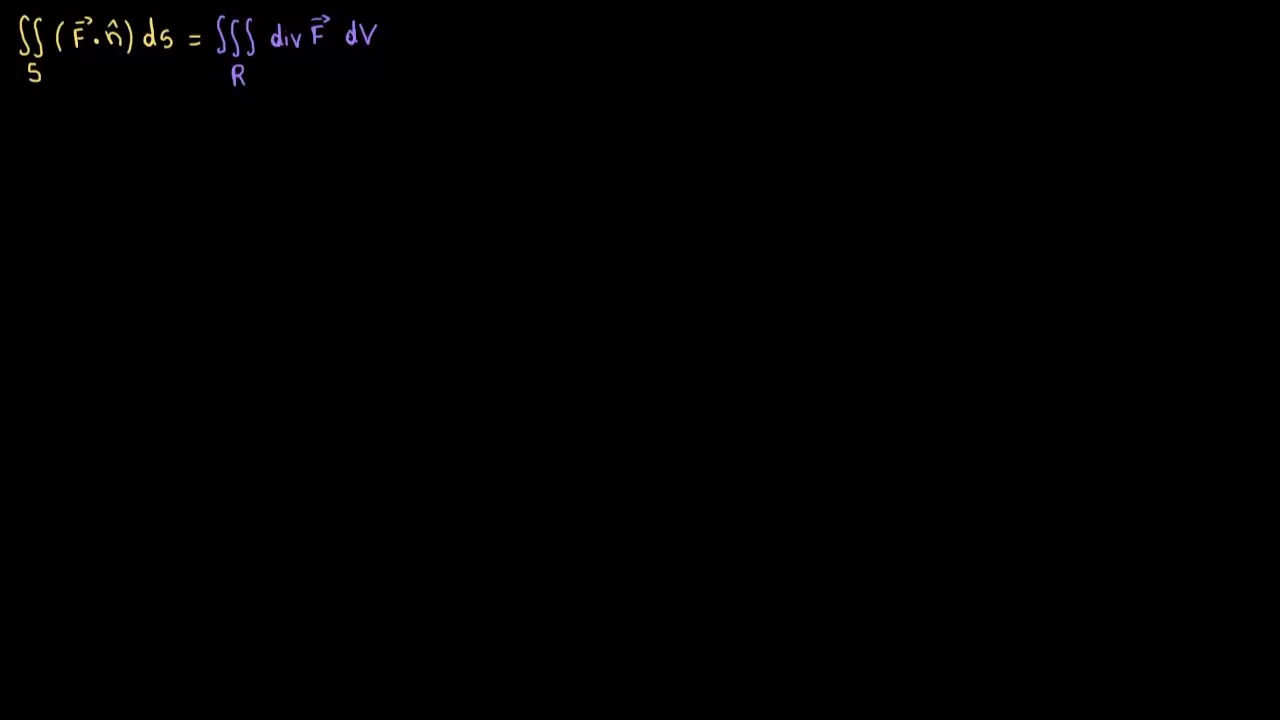 ∬ (F⃗ · n̂) ds = ∭ div F⃗ dV
S R